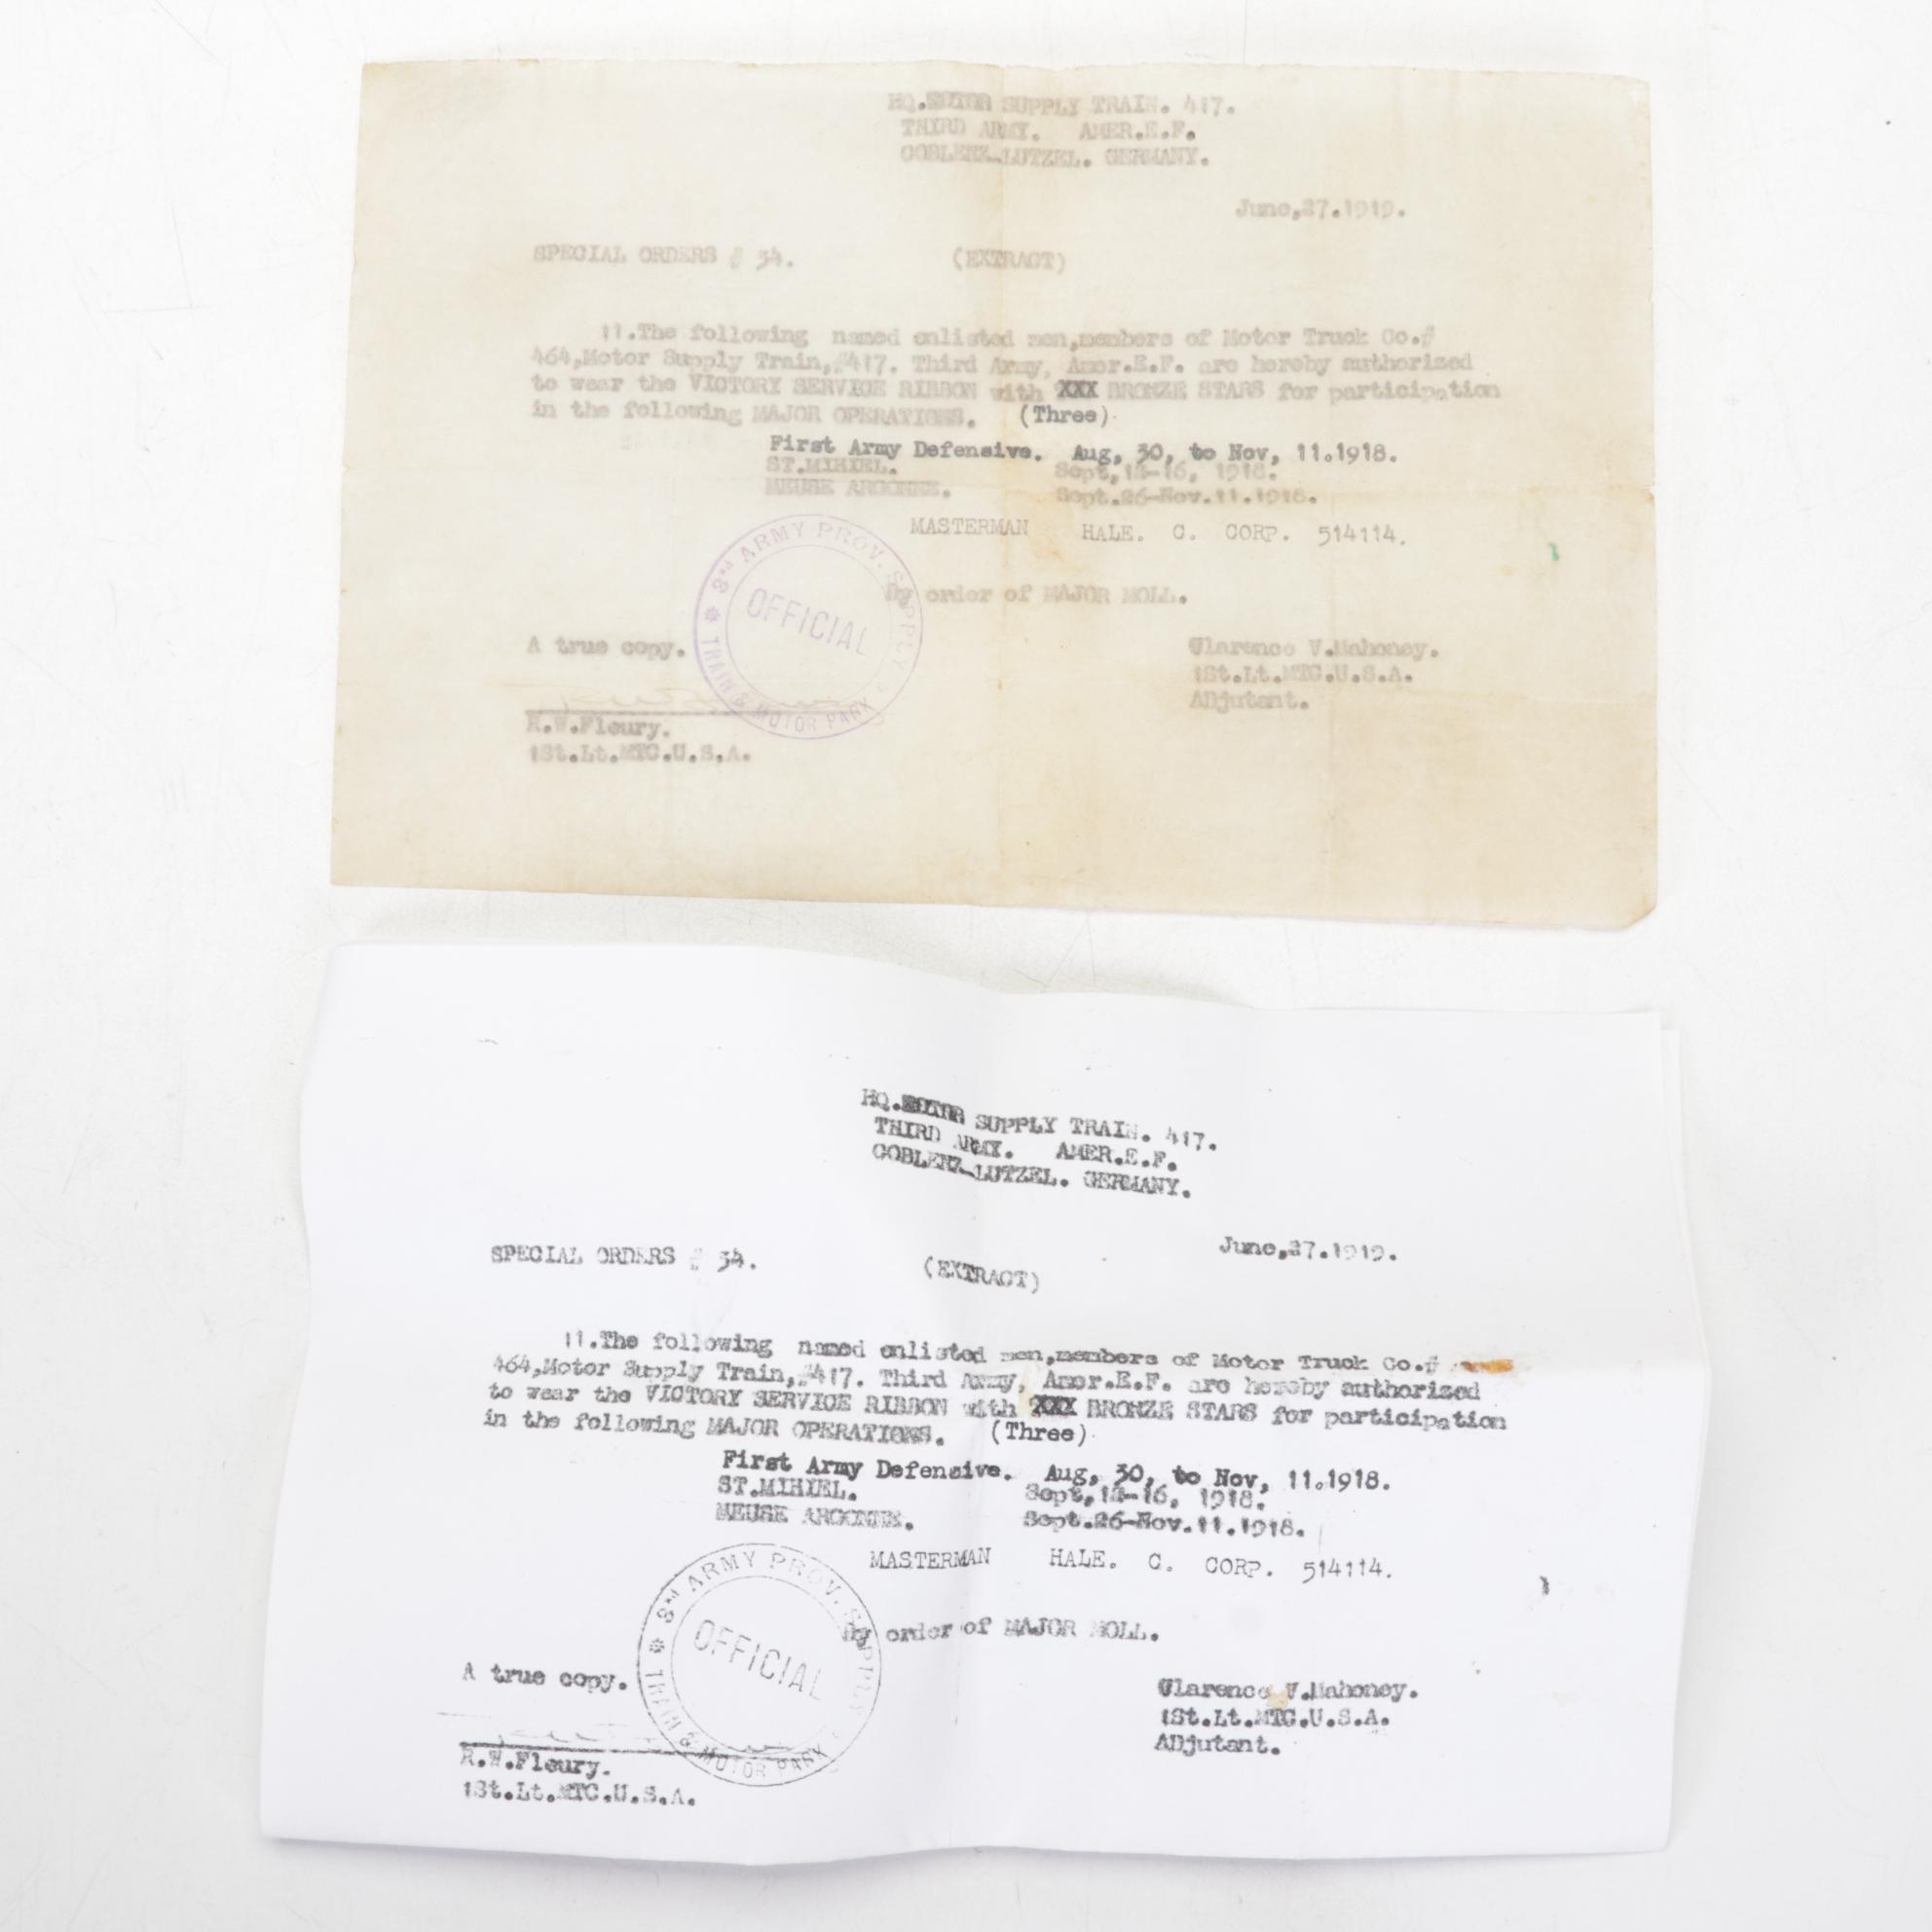 HQ.MOTOR SUPPLY TRAIN. 417.
THIRD ARMY. AMER.E.F.
COBLENZ-LUTZEL. GERMANY.
June,27.1919.
SPECIAL ORDERS # 34.
(EXTRACT)
11.The following named enlisted men,members of Motor Truck Co.#
464,Motor Supply Train,#417. Third Army, Amer.E.F. are hereby authorized
to wear the VICTORY SERVICE RIBBON with XXX BRONZE STARS for participation
in the following MAJOR OPERATIONS. (Three)
First Army Defensive. Aug, 30, to Nov, 11.1918.
ST.MIHIEL. Sept,12-16, 1918.
MEUSE ARGONNE. Sept.26-Nov.11.1918.
MASTERMAN HALE. C. CORP. 514114.
3RD ARMY PROV. SUPPLY TRAIN & MOTOR PARK
OFFICIAL
By order of MAJOR MOLL.
A true copy.
R.W.Fleury.
1St.Lt.MTC.U.S.A.
Clarence V.Mahoney.
1St.Lt.MTC.U.S.A.
ADjutant.
HQ.MOTOR SUPPLY TRAIN. 417.
THIRD ARMY. AMER.E.F.
COBLENZ-LUTZEL. GERMANY.
June,27.1919.
SPECIAL ORDERS # 34.
(EXTRACT)
11.The following named enlisted men,members of Motor Truck Co.#
464,Motor Supply Train,#417. Third Army, Amer.E.F. are hereby authorized
to wear the VICTORY SERVICE RIBBON with XXX BRONZE STARS for participation
in the following MAJOR OPERATIONS. (Three)
First Army Defensive. Aug, 30, to Nov, 11.1918.
ST.MIHIEL. Sept,12-16, 1918.
MEUSE ARGONNE. Sept.26-Nov.11.1918.
MASTERMAN HALE. C. CORP. 514114.
3RD ARMY PROV. SUPPLY TRAIN & MOTOR PARK
OFFICIAL
By order of MAJOR MOLL.
A true copy.
R.W.Fleury.
1St.Lt.MTC.U.S.A.
Clarence V.Mahoney.
1St.Lt.MTC.U.S.A.
ADjutant.